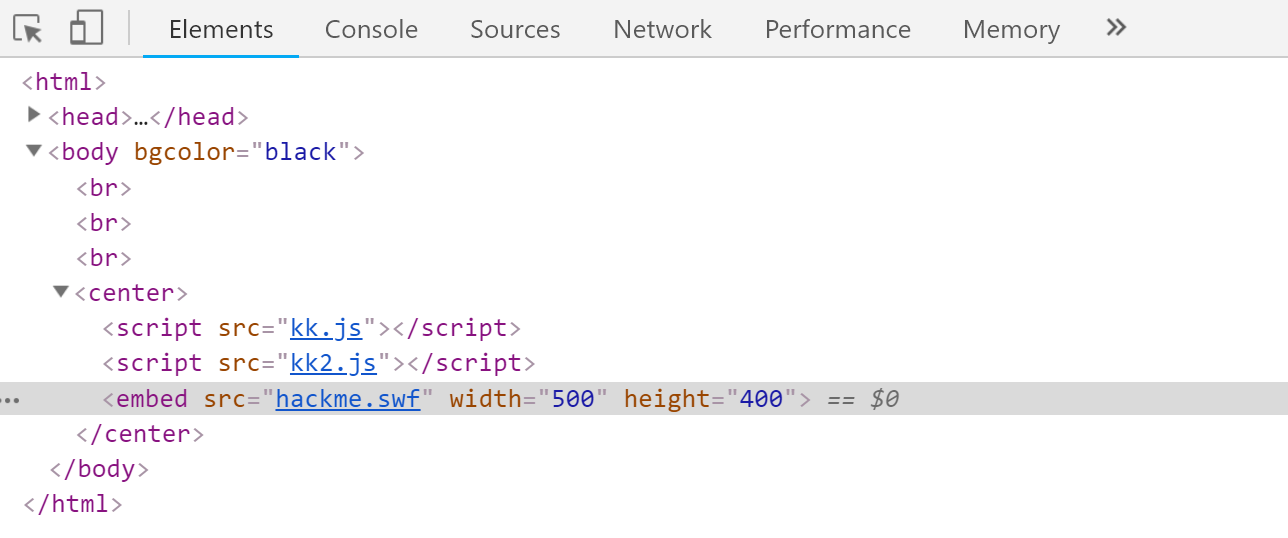 Elements Console Sources Network Performance Memory »
<html>
▶<head>…</head>
▼<body bgcolor="black">
<br>
<br>
<br>
▼<center>
<script src="kk.js"></script>
<script src="kk2.js"></script>
…<embed src="hackme.swf" width="500" height="400"> == $0
</center>
</body>
</html>